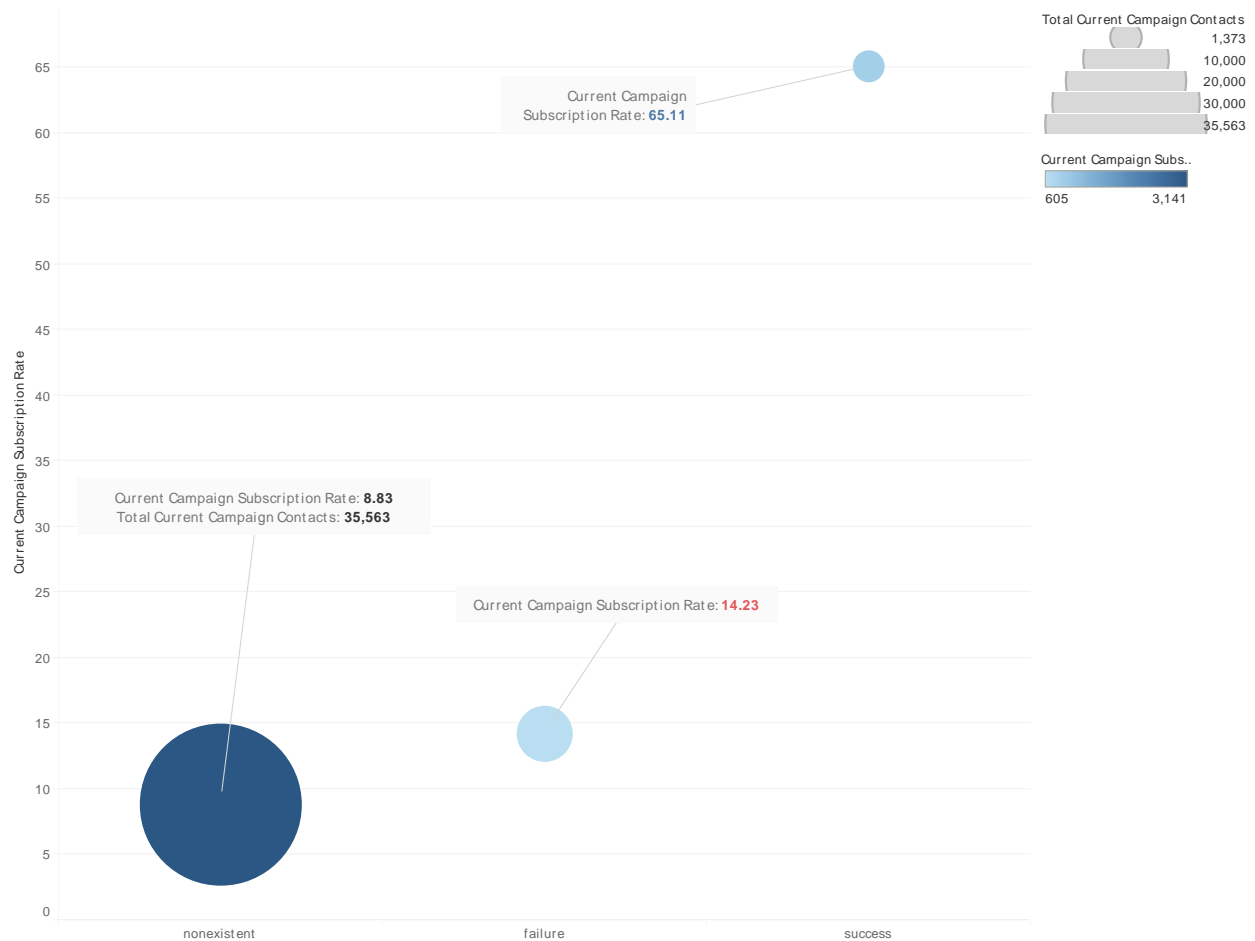 Total Current Campaign Contacts
1,373
10,000
20,000
30,000
35,563
Current Campaign Subs..
605
3,141
Current Campaign Subscription Rate
65
60
55
50
45
40
35
30
25
20
15
10
5
0
Current Campaign
Subscription Rate: 65.11
Current Campaign Subscription Rate: 8.83
Total Current Campaign Contacts: 35,563
Current Campaign Subscription Rate: 14.23
nonexistent
failure
success